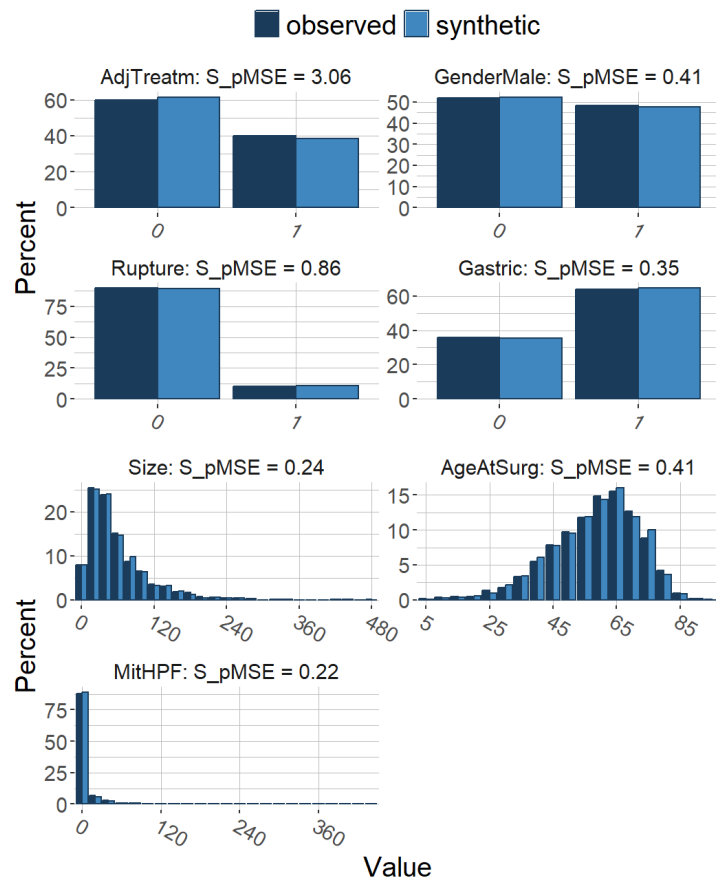 observed synthetic
AdjTreatm: S_pMSE = 3.06
60
40
20
0
0 1
GenderMale: S_pMSE = 0.41
50
40
30
20
10
0
0 1
Percent
Rupture: S_pMSE = 0.86
75
50
25
0
0 1
Gastric: S_pMSE = 0.35
60
40
20
0
0 1
Size: S_pMSE = 0.24
20
10
0
0 120 240 360 480
AgeAtSurg: S_pMSE = 0.41
15
10
5
0
5 25 45 65 85
Percent
MitHPF: S_pMSE = 0.22
75
50
25
0
0 120 240 360
Value